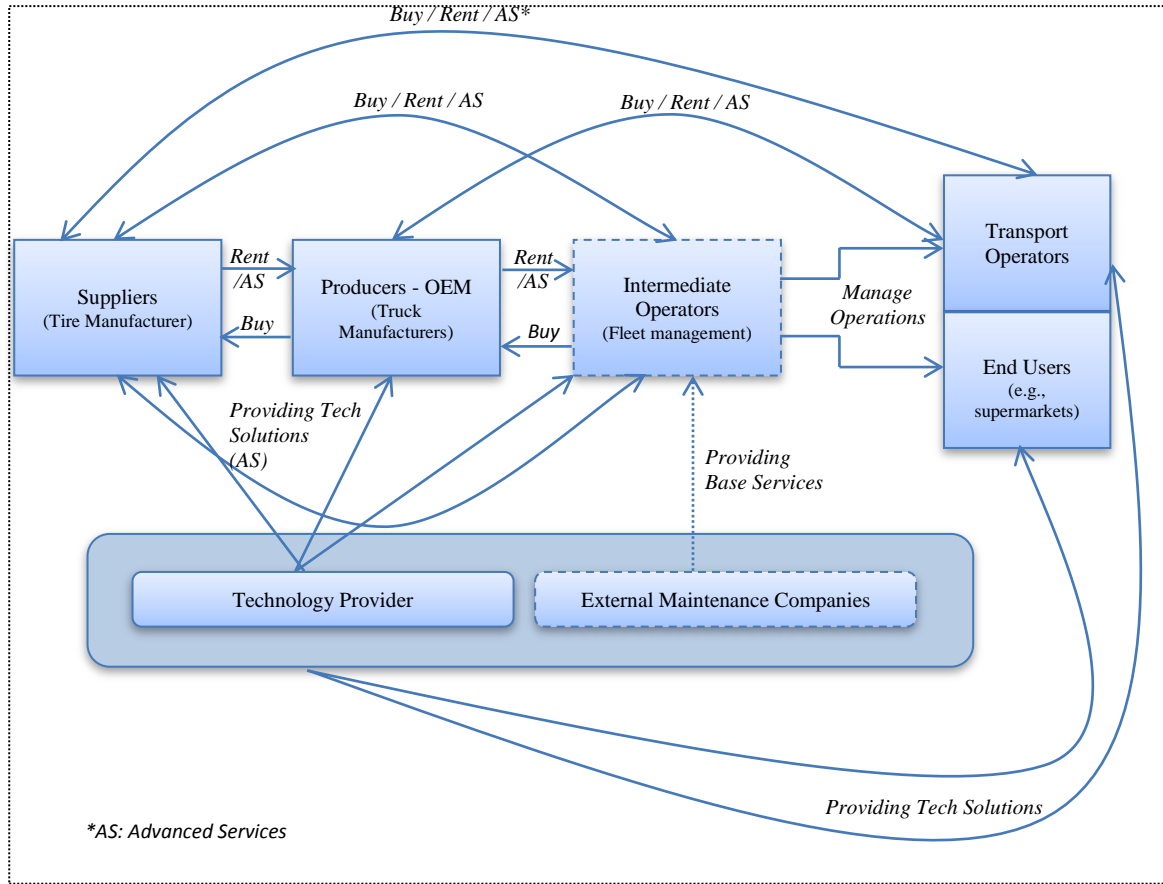 Buy / Rent / AS*
Buy / Rent / AS
Buy / Rent / AS
Suppliers
(Tire Manufacturer)
Rent
/AS
Buy
Producers - OEM
(Truck
Manufacturers)
Rent
/AS
Buy
Intermediate
Operators
(Fleet management)
Manage
Operations
Transport
Operators
End Users
(e.g.,
supermarkets)
Providing Tech
Solutions
(AS)
Providing
Base Services
Technology Provider
External Maintenance Companies
Providing Tech Solutions
*AS: Advanced Services